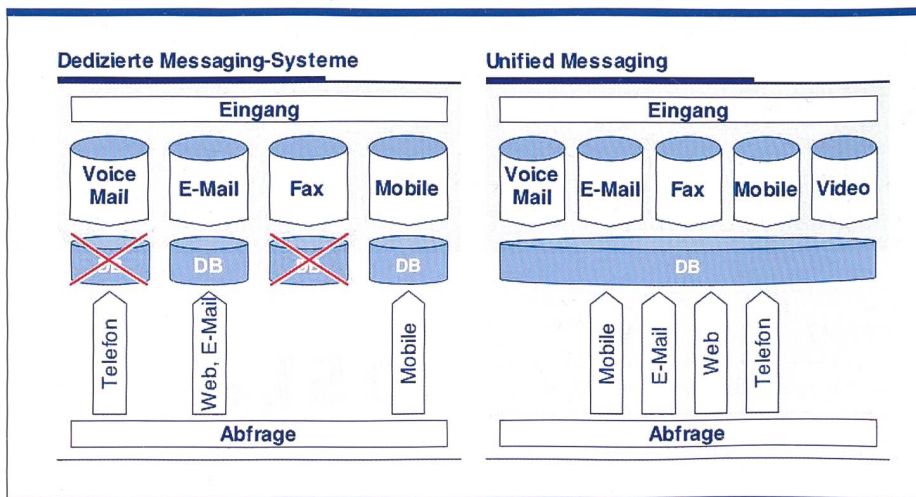 Dedizierte Messaging-Systeme
Eingang
Voice
Mail
E-Mail
Fax
Mobile
DB
DB
DB
DB
Telefon
Web, E-Mail
Mobile
Abfrage
Unified Messaging
Eingang
Voice
Mail
E-Mail
Fax
Mobile
Video
DB
Mobile
E-Mail
Web
Telefon
Abfrage